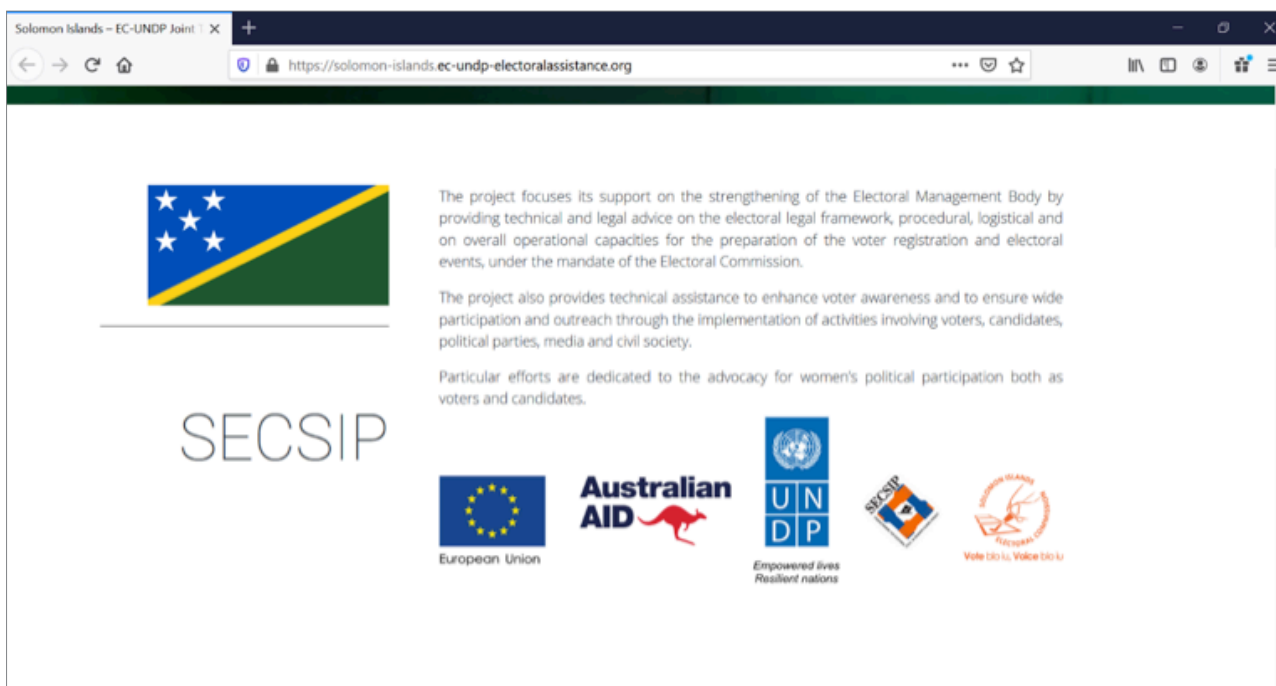 Solomon Islands – EC-UNDP Joint
https://solomon-islands.ec-undp-electoralassistance.org
The project focuses its support on the strengthening of the Electoral Management Body by
providing technical and legal advice on the electoral legal framework, procedural, logistical and
on overall operational capacities for the preparation of the voter registration and electoral
events, under the mandate of the Electoral Commission.
The project also provides technical assistance to enhance voter awareness and to ensure wide
participation and outreach through the implementation of activities involving voters, candidates,
political parties, media and civil society.
Particular efforts are dedicated to the advocacy for women's political participation both as
voters and candidates.
SECSIP
European Union
Australian
AID
U N
D P
Empowered lives
Resilient nations
SECSIP
SOLOMON ISLANDS
ELECTORAL
Vote blo iu, Voice blo iu